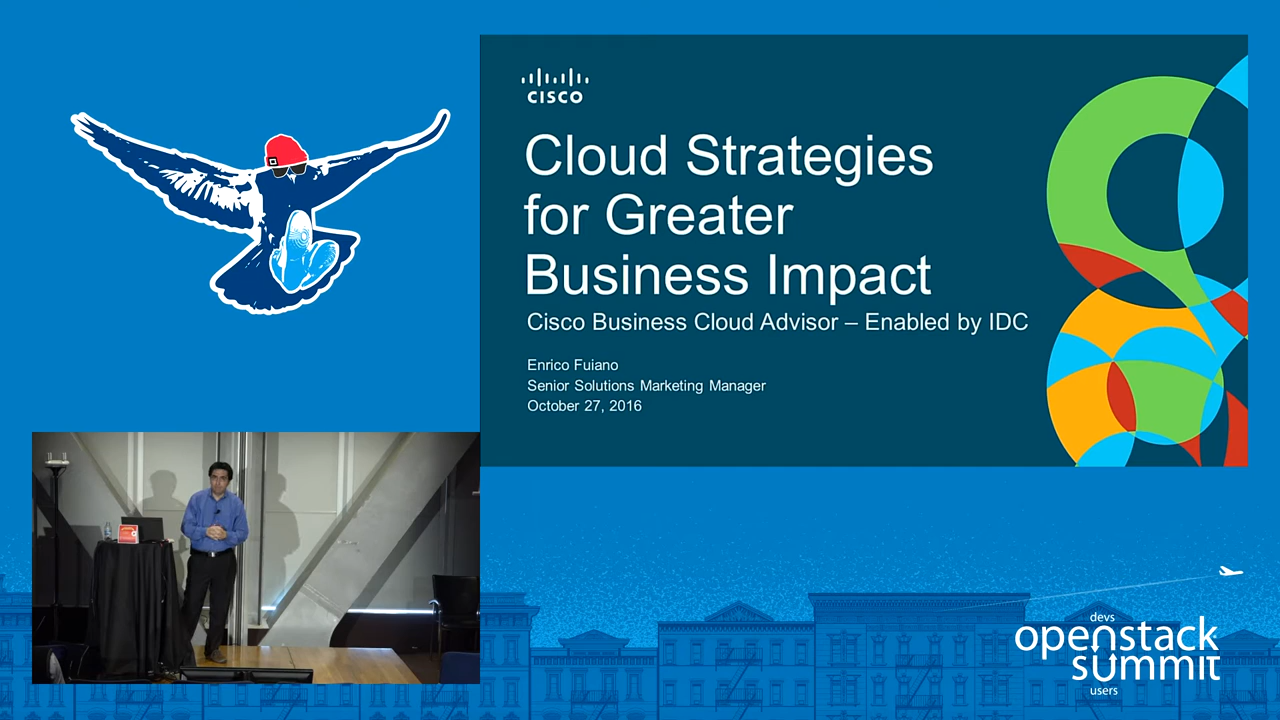 CISCO
Cloud Strategies
for Greater
Business Impact
Cisco Business Cloud Advisor – Enabled by IDC
Enrico Fuiano
Senior Solutions Marketing Manager
October 27, 2016
devs
openstack
summit
users